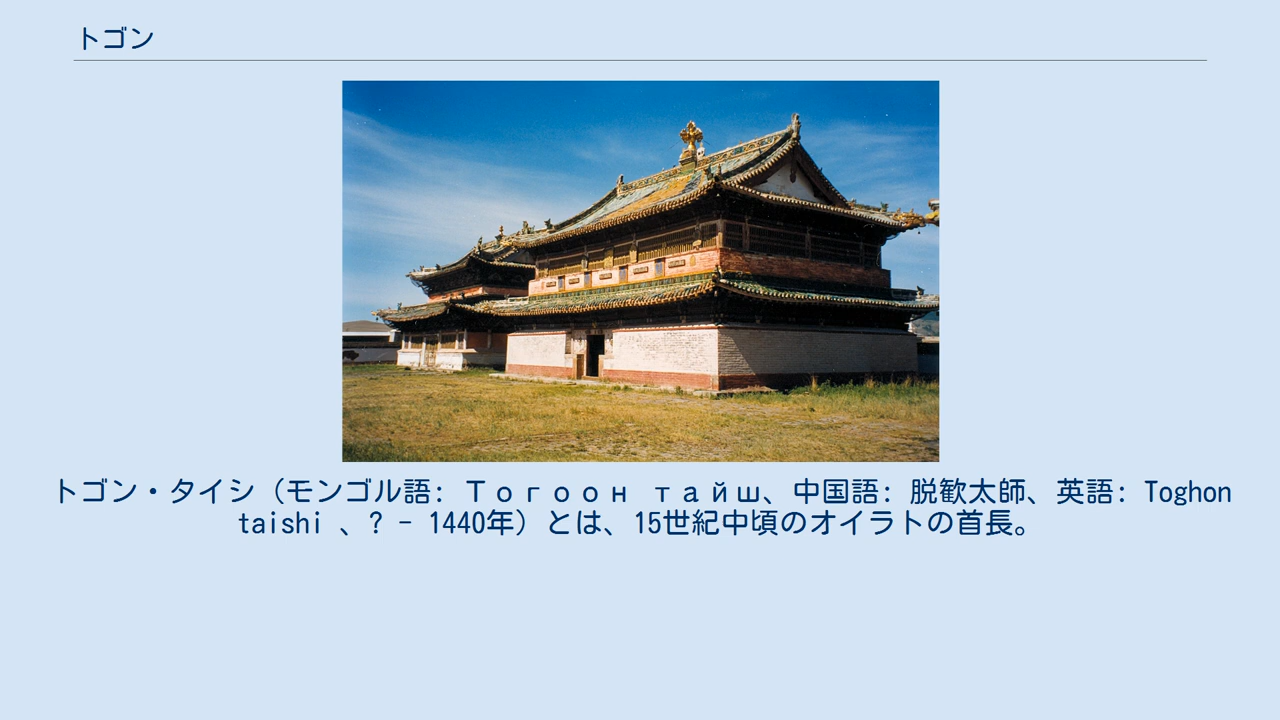 トゴン
トゴン・タイシ（モンゴル語: Тогоон тайш、中国語: 脱歓太師、英語: Toghon
taishi 、? - 1440年）とは、15世紀中頃のオイラトの首長。